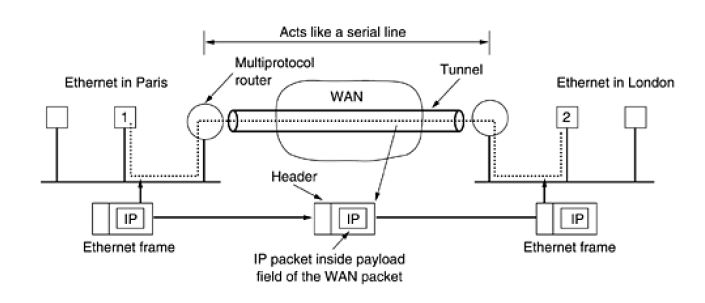 Acts like a serial line
Multiprotocol
router
Tunnel
Ethernet in Paris
WAN
Ethernet in London
1
2
Header
IP
IP
IP
Ethernet frame
Ethernet frame
IP packet inside payload
field of the WAN packet